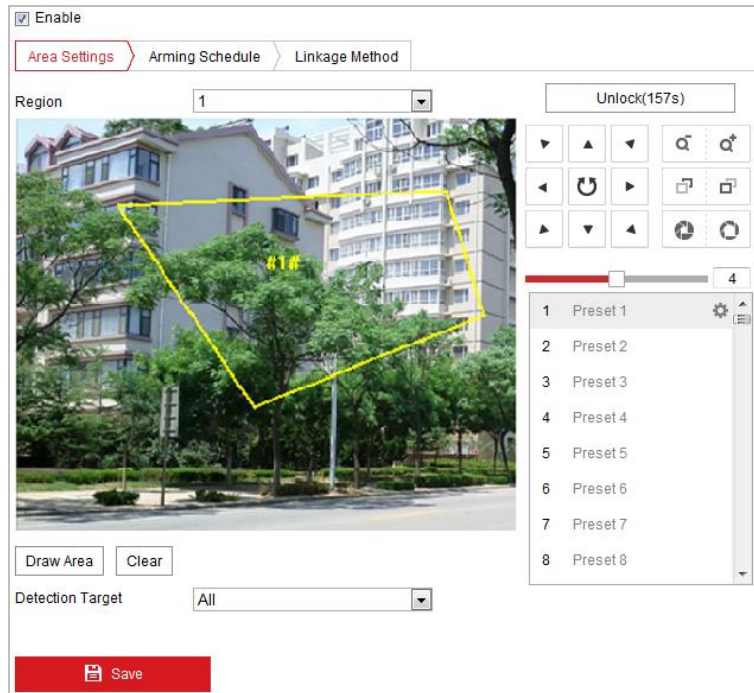 Enable
Area Settings
Arming Schedule
Linkage Method
Region
1
Unlock(157s)
#1#
4
1 Preset 1
2 Preset 2
3 Preset 3
4 Preset 4
5 Preset 5
6 Preset 6
7 Preset 7
8 Preset 8
Draw Area
Clear
Detection Target
All
Save